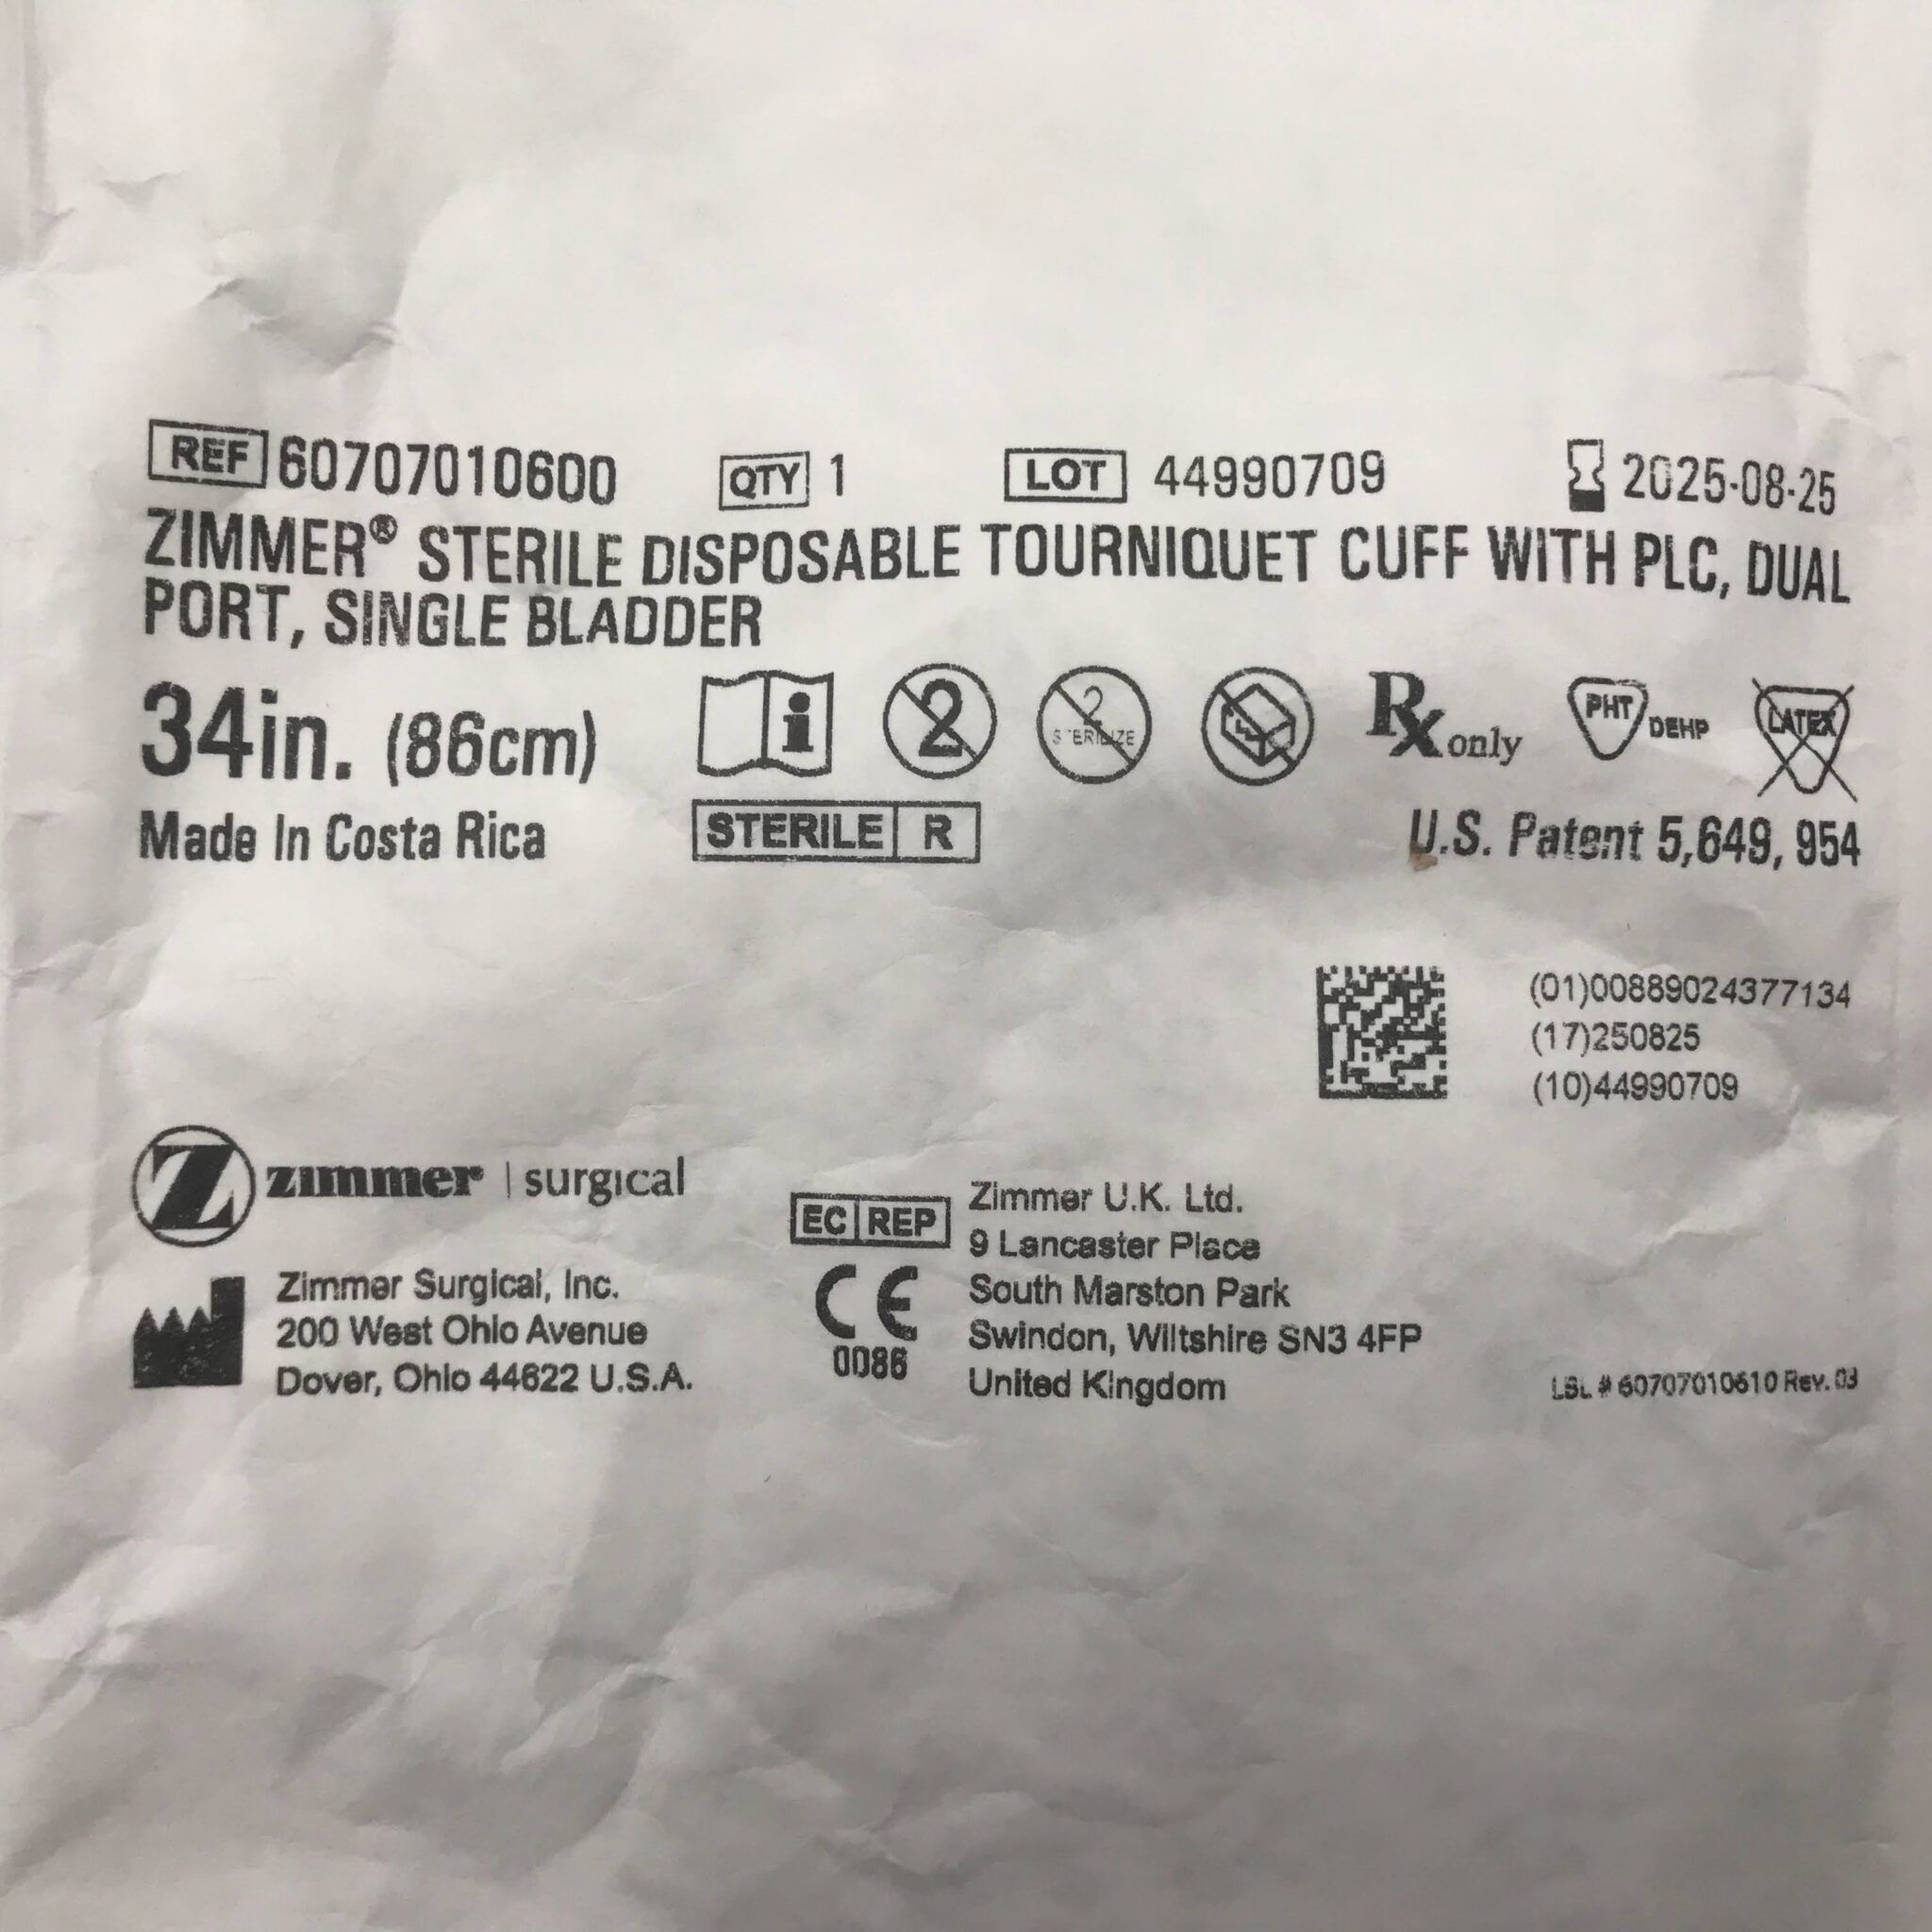 REF 60707010600 QTY 1 LOT 44990709 2025-08-25
ZIMMER® STERILE DISPOSABLE TOURNIQUET CUFF WITH PLC, DUAL
PORT, SINGLE BLADDER
34in. (86cm)
i 2 2 STERILIZE Rx only PHT DEHP LATEX
Made In Costa Rica
STERILE R
U.S. Patent 5,649, 954
(01)00889024377134
(17)250825
(10)44990709
Z zimmer | surgical
Zimmer Surgical, Inc.
200 West Ohio Avenue
Dover, Ohio 44622 U.S.A.
EC REP
CE
0086
Zimmer U.K. Ltd.
9 Lancaster Place
South Marston Park
Swindon, Wiltshire SN3 4FP
United Kingdom
LBL # 60707010610 Rev. 03